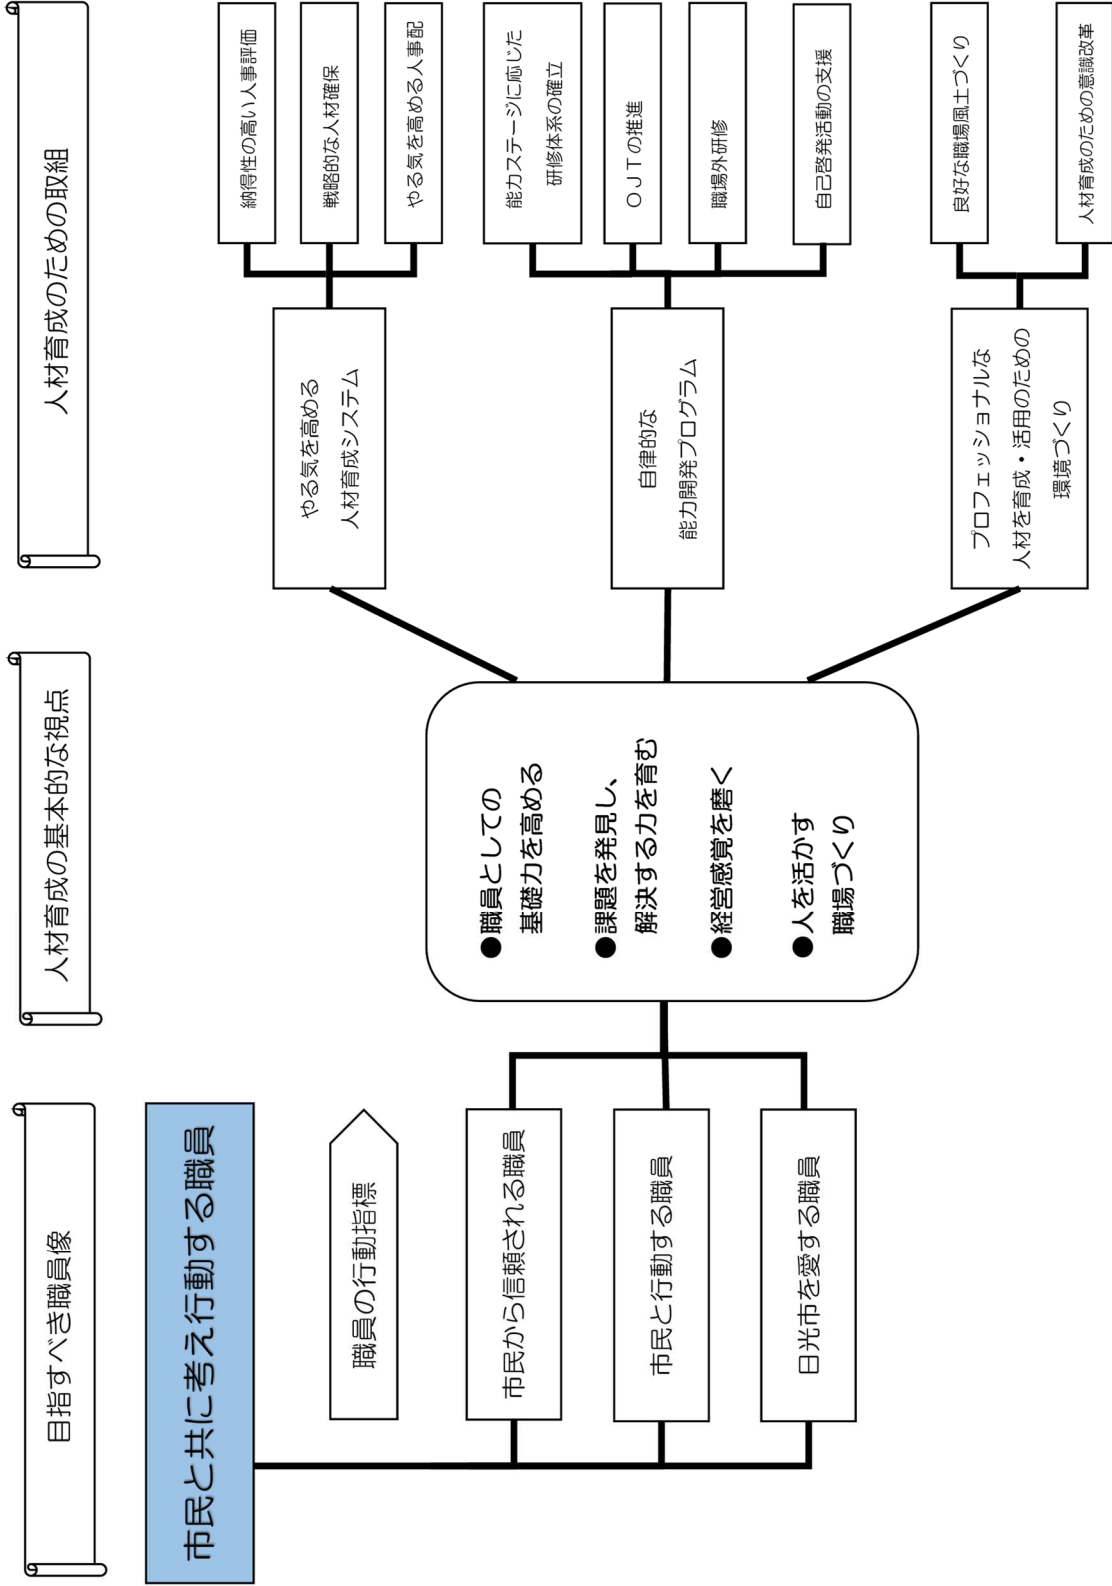 目指すべき職員像
人材育成の基本的な視点
人材育成のための取組
市民と共に考え行動する職員
職員の行動指標
市民から信頼される職員
市民と行動する職員
日光市を愛する職員
●職員としての
基礎力を高める
●課題を発見し、
解決する力を育む
●経営感覚を磨く
●人を活かす
職場づくり
やる気を高める
人材育成システム
納得性の高い人事評価
戦略的な人材確保
やる気を高める人事配
自律的な
能力開発プログラム
能力ステージに応じた
研修体系の確立
OJTの推進
職場外研修
自己啓発活動の支援
プロフェッショナルな
人材を育成・活用のための
環境づくり
良好な職場風土づくり
人材育成のための意識改革